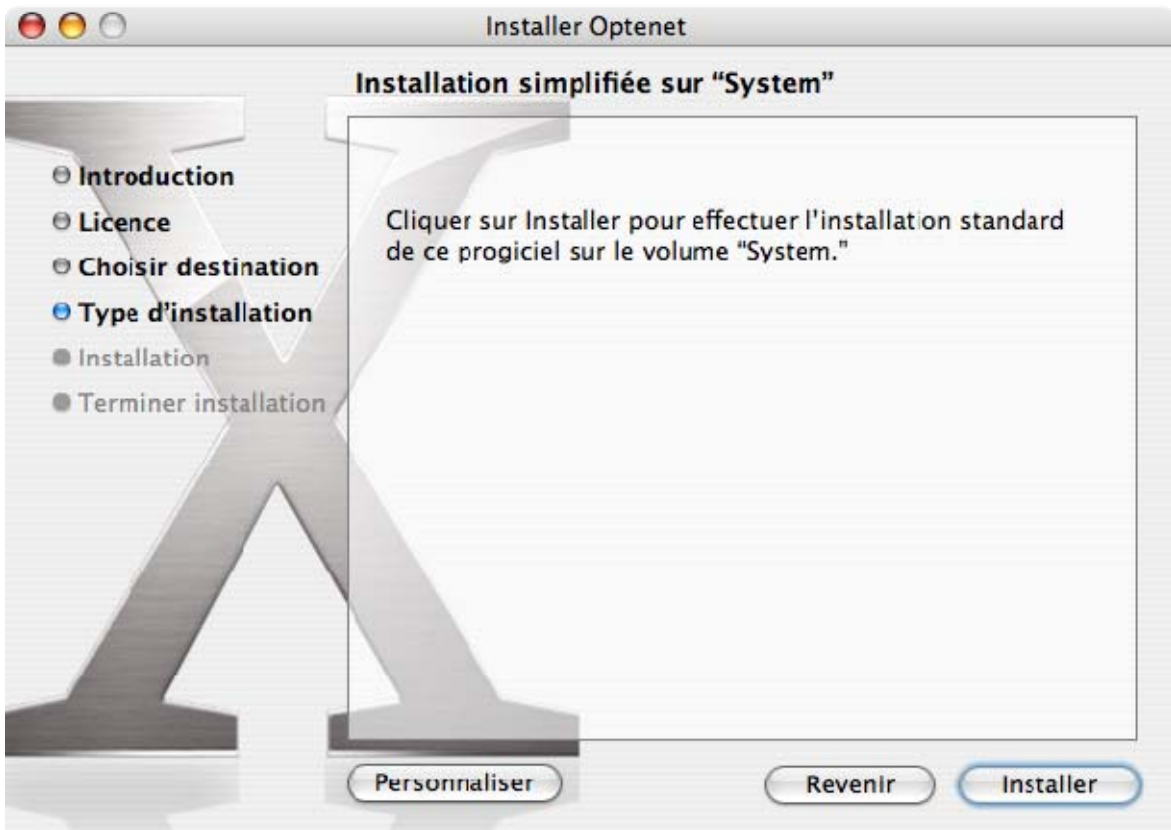 Installer Optenet
Installation simplifiée sur “System”
Introduction
Licence
Choisir destination
Type d'installation
Installation
Terminer installation
Cliquer sur Installer pour effectuer l'installation standard
de ce progiciel sur le volume “System.”
Personnaliser
Revenir
Installer